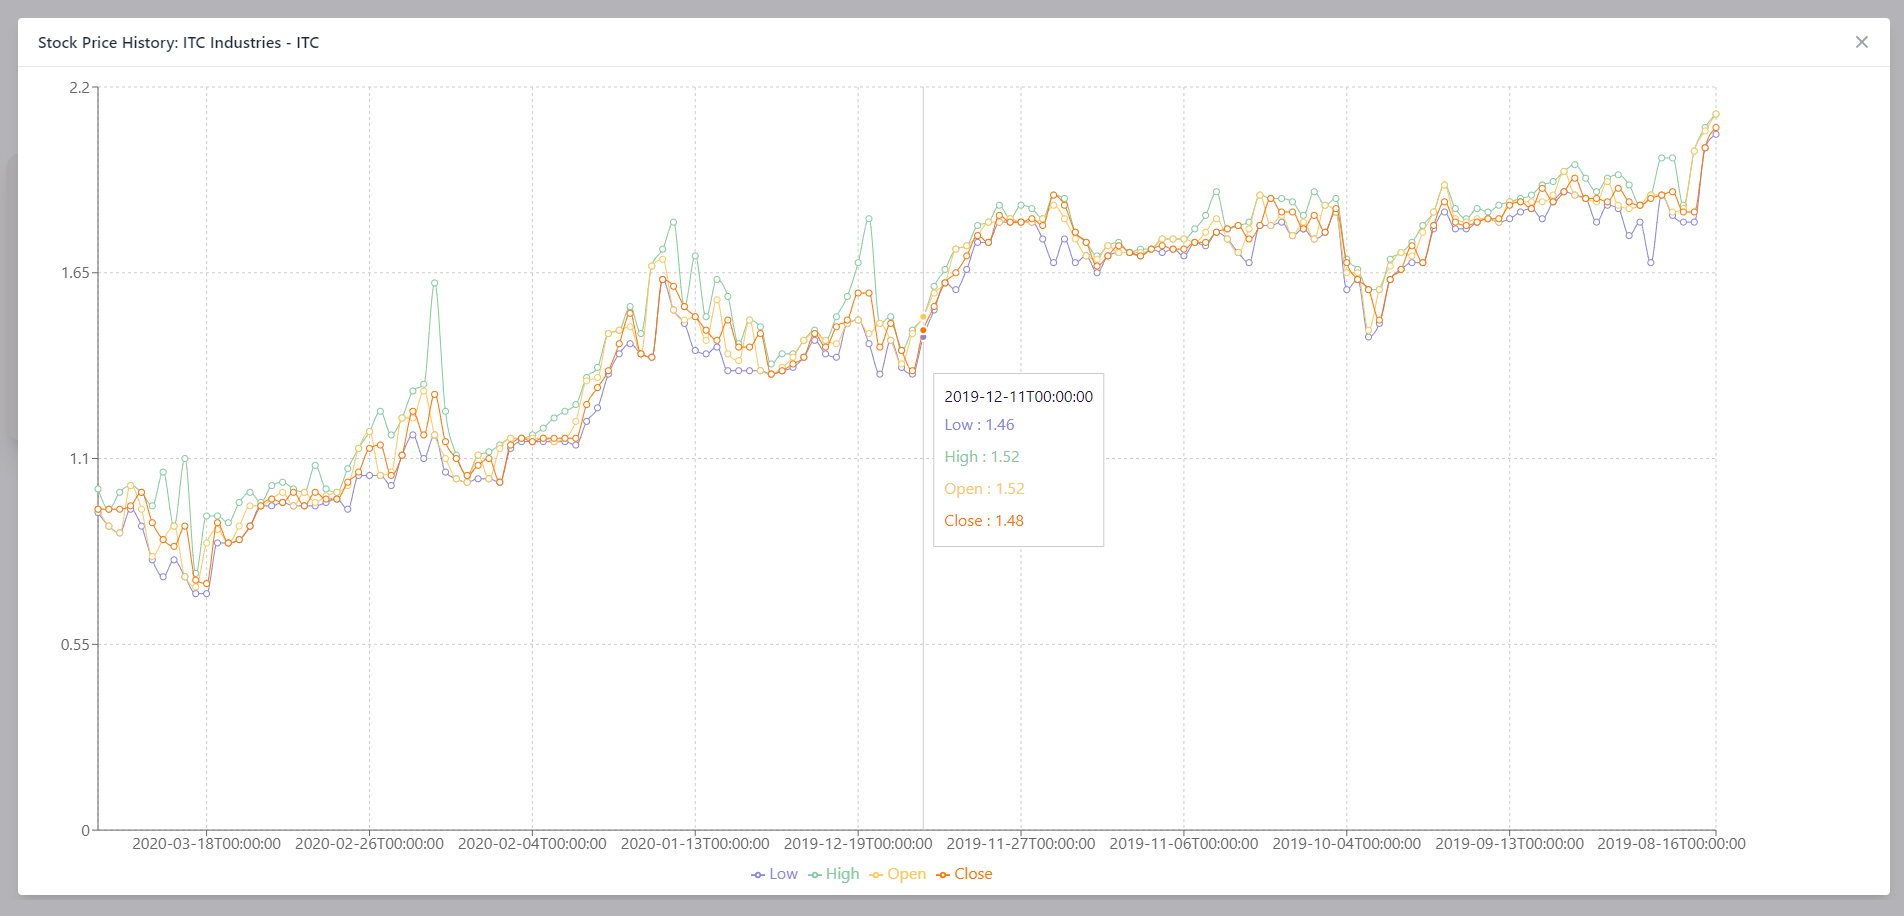 Stock Price History: ITC Industries - ITC
2.2
1.65
1.1
0.55
0
2019-12-11T00:00:00
Low : 1.46
High : 1.52
Open : 1.52
Close : 1.48
2020-03-18T00:00:00 2020-02-26T00:00:00 2020-02-04T00:00:00 2020-01-13T00:00:00 2019-12-19T00:00:00 2019-11-27T00:00:00 2019-11-06T00:00:00 2019-10-04T00:00:00 2019-09-13T00:00:00 2019-08-16T00:00:00
Low High Open Close